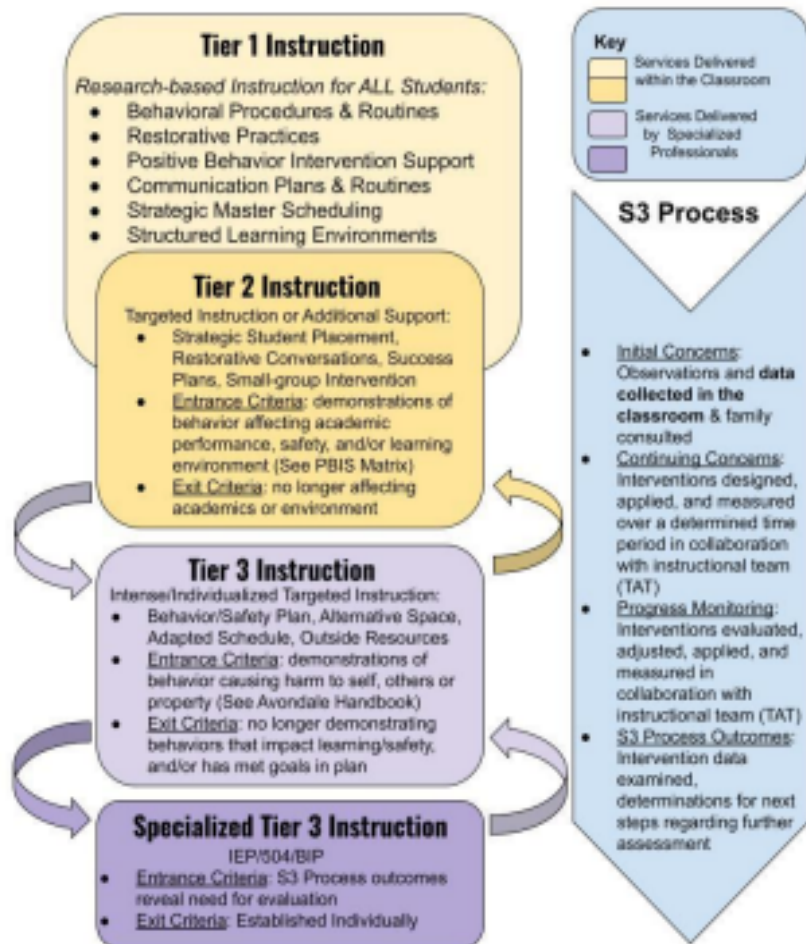 Tier 1 Instruction
Research-based Instruction for ALL Students:
● Behavioral Procedures & Routines
● Restorative Practices
● Positive Behavior Intervention Support
● Communication Plans & Routines
● Strategic Master Scheduling
● Structured Learning Environments
Tier 2 Instruction
Targeted Instruction or Additional Support:
● Strategic Student Placement,
Restorative Conversations, Success
Plans, Small-group Intervention
● Entrance Criteria: demonstrations of
behavior affecting academic
performance, safety, and/or learning
environment (See PBIS Matrix)
● Exit Criteria: no longer affecting
academics or environment
Tier 3 Instruction
Intense/Individualized Targeted Instruction:
● Behavior/Safety Plan, Alternative Space,
Adapted Schedule, Outside Resources
● Entrance Criteria: demonstrations of
behavior causing harm to self, others or
property (See Avondale Handbook)
● Exit Criteria: no longer demonstrating
behaviors that impact learning/safety,
and/or has met goals in plan
Specialized Tier 3 Instruction
IEP/504/BIP
● Entrance Criteria: S3 Process outcomes
reveal need for evaluation
● Exit Criteria: Established Individually
Key
Services Delivered
within the Classroom
Services Delivered
by Specialized
Professionals
S3 Process
● Initial Concerns:
Observations and data
collected in the
classroom & family
consulted
● Continuing Concerns:
Interventions designed,
applied, and measured
over a determined time
period in collaboration
with instructional team
(TAT)
● Progress Monitoring:
Interventions evaluated,
adjusted, applied, and
measured in
collaboration with
instructional team (TAT)
● S3 Process Outcomes:
Intervention data
examined,
determinations for next
steps regarding further
assessment